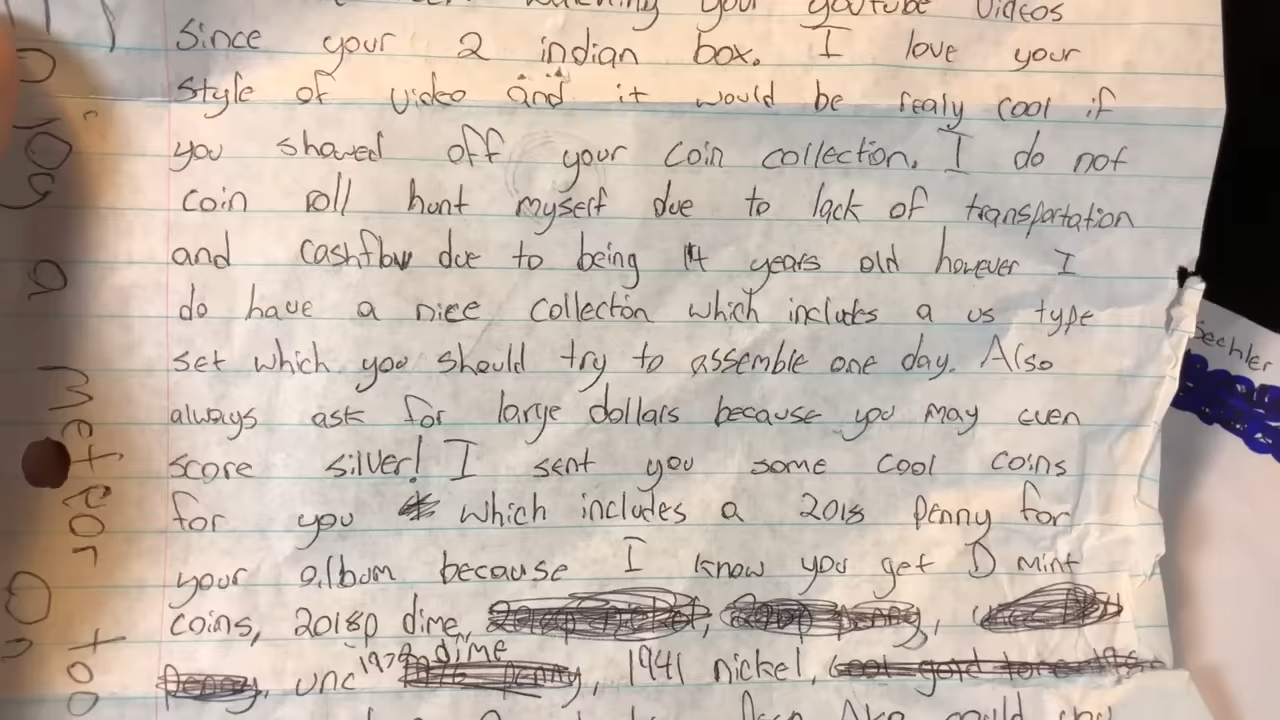 watching your youtube videos
since your 2 indian box. I love your
style of video and it would be realy cool if
you showed off your coin collection. I do not
coin roll hunt myself due to lack of transportation
and cashflow due to being 14 years old however I
do have a nice collection which includes a us type
set which you should try to assemble one day. Also
always ask for large dollars because you may even
score silver! I sent you some cool coins
for you which includes a 2018 penny for
your album because I know you get D mint
coins, 2018p dime,
unc dime, 1941 nickel,
Also could
Sechler
a
meteor
too